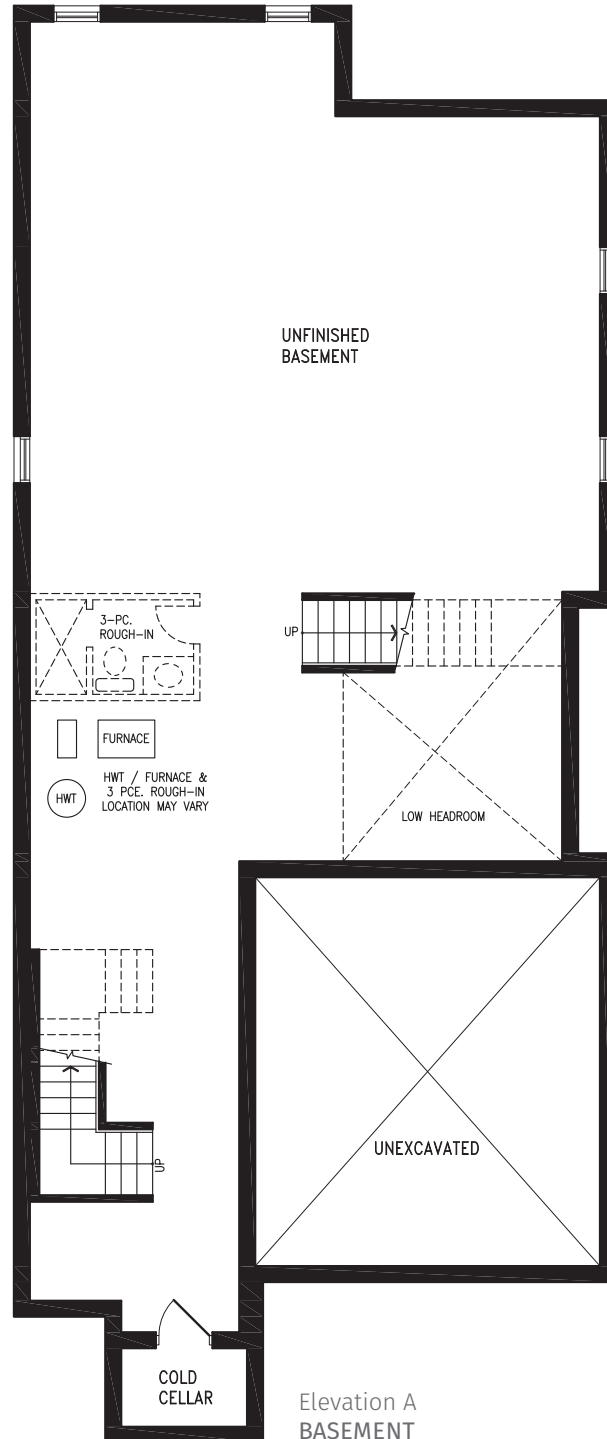 UNFINISHED
BASEMENT
3-PC.
ROUGH-IN
UP
FURNACE
HWT
HWT / FURNACE &
3 PCE. ROUGH-IN
LOCATION MAY VARY
LOW HEADROOM
UNEXCAVATED
UP
COLD
CELLAR
Elevation A
BASEMENT